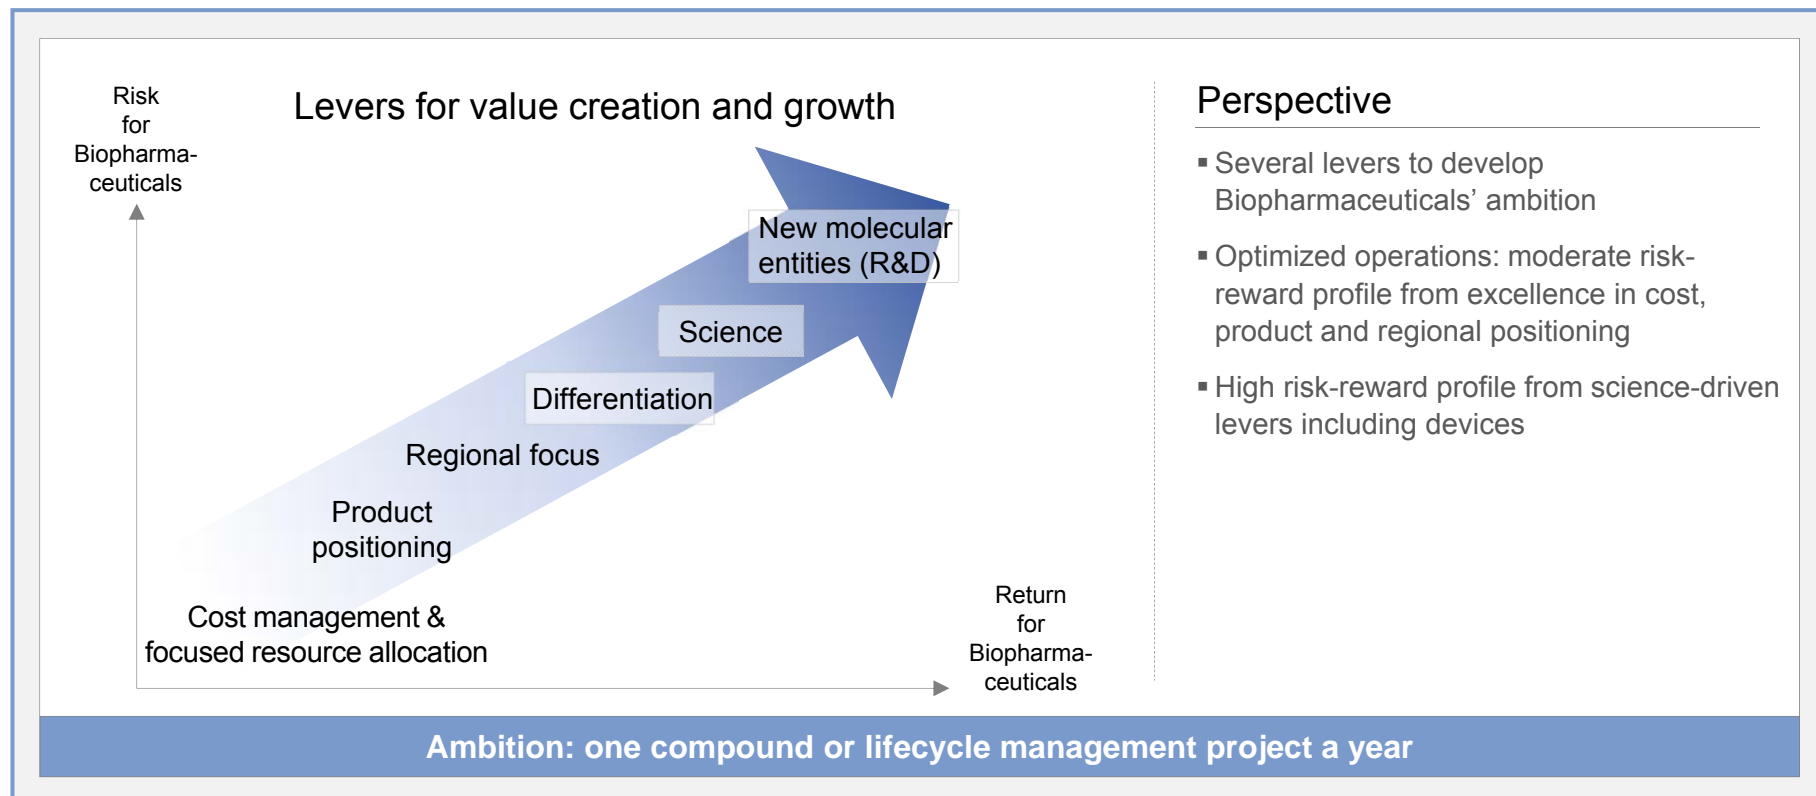 Levers for value creation and growth
Risk
for
Biopharma-
ceuticals
New molecular
entities (R&D)
Science
Differentiation
Regional focus
Product
positioning
Cost management &
focused resource allocation
Return
for
Biopharma-
ceuticals
Perspective
▪ Several levers to develop
Biopharmaceuticals’ ambition
▪ Optimized operations: moderate risk-
reward profile from excellence in cost,
product and regional positioning
▪ High risk-reward profile from science-driven
levers including devices
Ambition: one compound or lifecycle management project a year